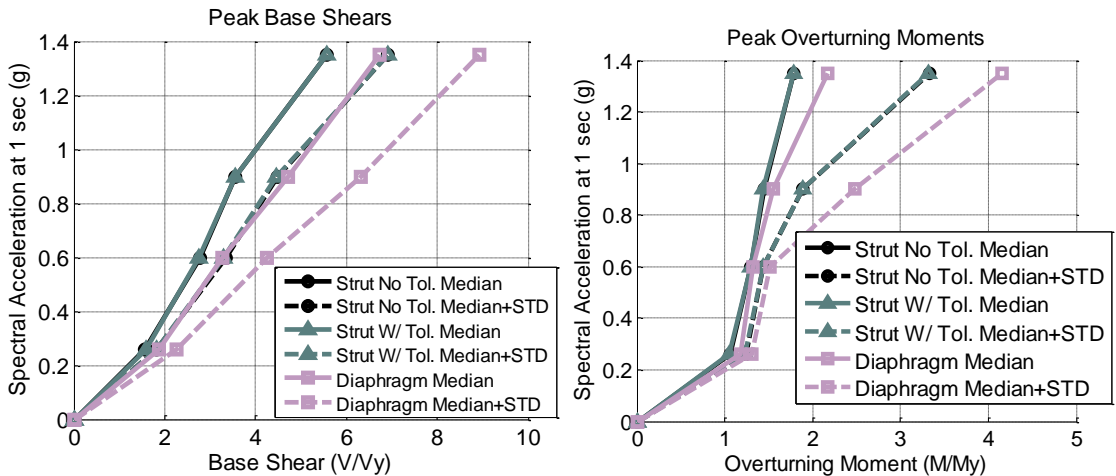 Peak Base Shears
1.4
1.2
1
0.8
0.6
0.4
0.2
0
Spectral Acceleration at 1 sec (g)
Strut No Tol. Median
Strut No Tol. Median+STD
Strut W/ Tol. Median
Strut W/ Tol. Median+STD
Diaphragm Median
Diaphragm Median+STD
0 2 4 6 8 10
Base Shear (V/Vy)
Peak Overturning Moments
1.4
1.2
1
0.8
0.6
0.4
0.2
0
Spectral Acceleration at 1 sec (g)
Strut No Tol. Median
Strut No Tol. Median+STD
Strut W/ Tol. Median
Strut W/ Tol. Median+STD
Diaphragm Median
Diaphragm Median+STD
0 1 2 3 4 5
Overturning Moment (M/My)